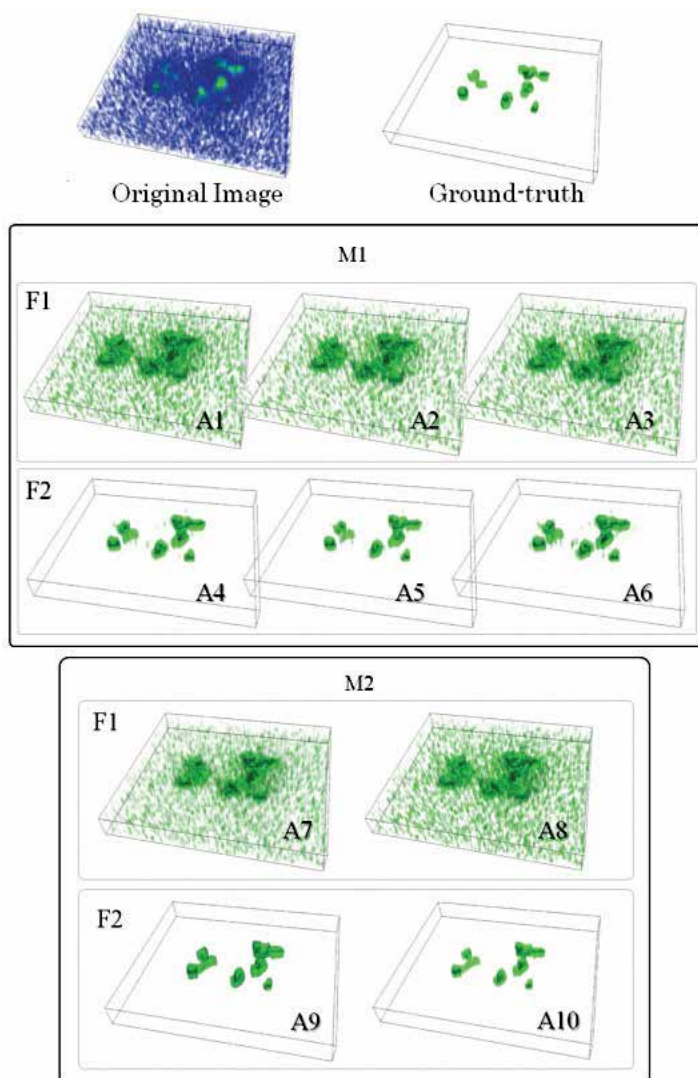 Original Image
Ground-truth
M1
F1
A1
A2
A3
F2
A4
A5
A6
M2
F1
A7
A8
F2
A9
A10